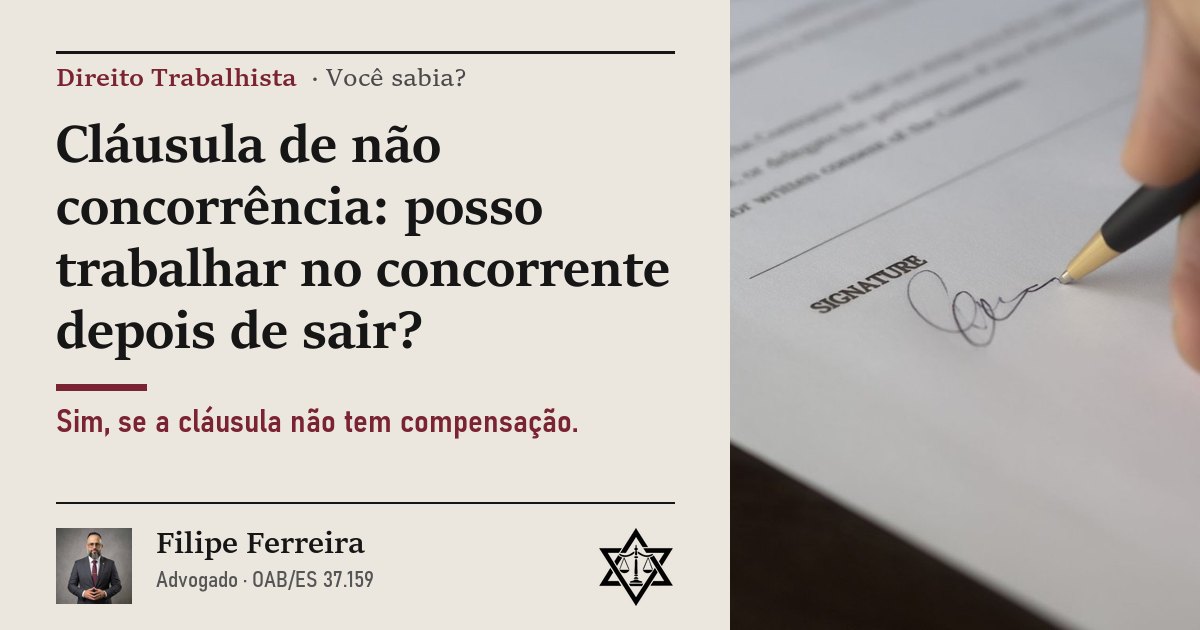 Direito Trabalhista · Você sabia?
Cláusula de não
concorrência: posso
trabalhar no concorrente
depois de sair?
Sim, se a cláusula não tem compensação.
Filipe Ferreira
Advogado · OAB/ES 37.159
SIGNATURE